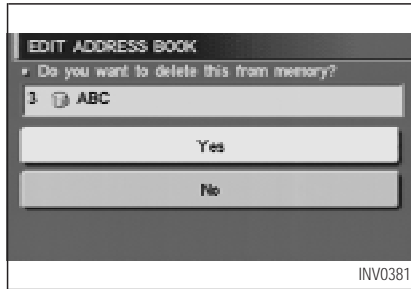 EDIT ADDRESS BOOK
Do you want to delete this from memory?
3 ABC
Yes
No
INV0381